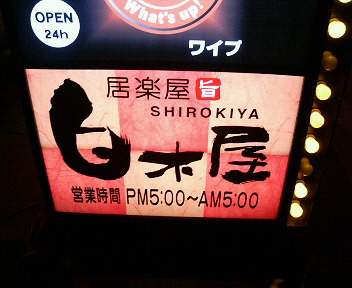 What's up!
OPEN
24h
ワイプ
居楽屋 旨
SHIROKIYA
白木屋
営業時間 PM5:00～AM5:00